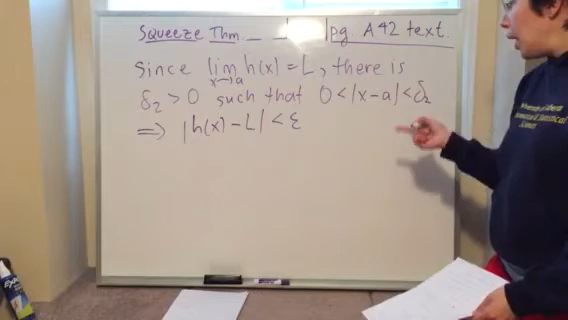 Squeeze Thm. pg. A42 text.
Since lim h(x) = L, there is
x→a
δ₂ > 0 such that 0 < |x-a| < δ₂
⟹ |h(x) - L| < ε